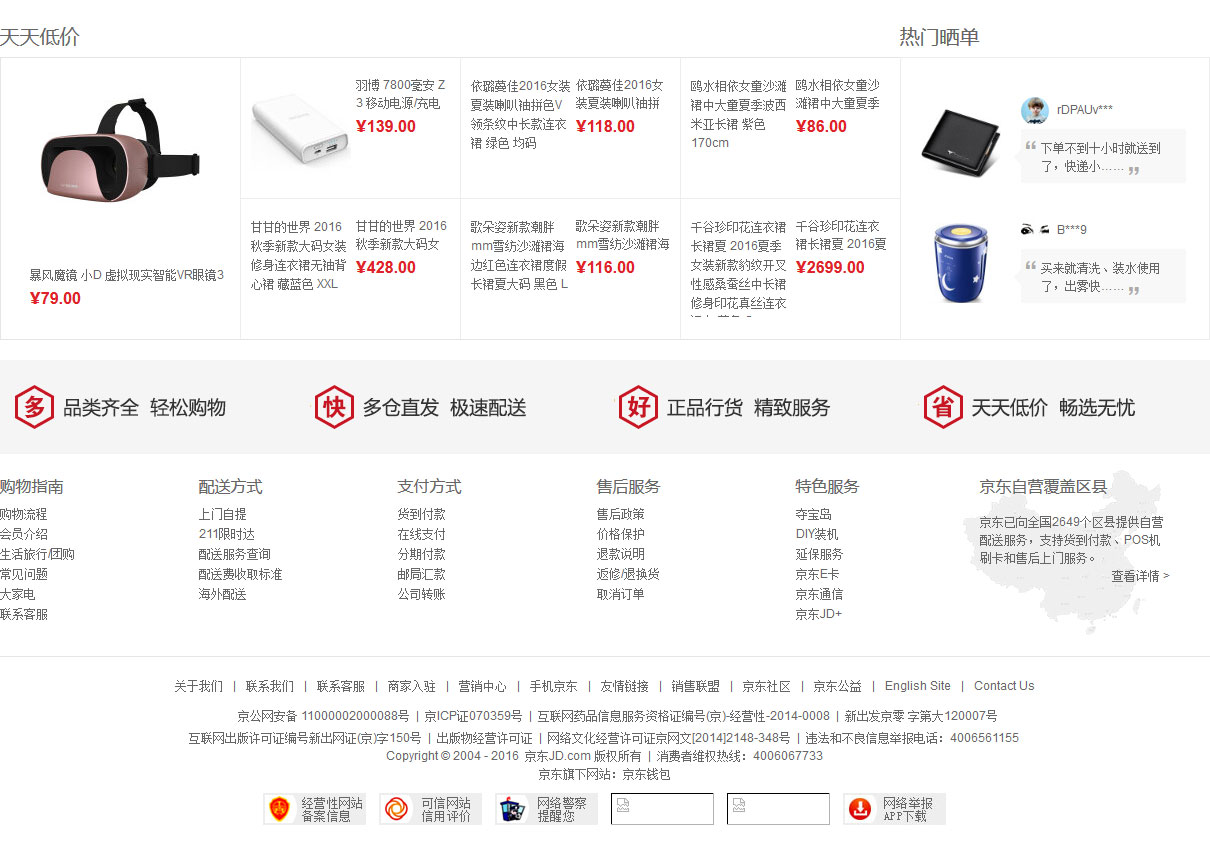 天天低价
热门晒单
暴风魔镜 小D 虚拟现实智能VR眼镜3
¥79.00
羽博 7800毫安 Z
3 移动电源/充电
¥139.00
依璐蔓佳2016女装
夏装喇叭袖拼色V
领条纹中长款连衣
裙 绿色 均码
依璐蔓佳2016女
装夏装喇叭袖拼
¥118.00
鸥水相依女童沙滩
裙中大童夏季波西
米亚长裙 紫色
170cm
鸥水相依女童沙
滩裙中大童夏季
¥86.00
甘甘的世界 2016
秋季新款大码女装
修身连衣裙无袖背
心裙 藏蓝色 XXL
甘甘的世界 2016
秋季新款大码女
¥428.00
歌朵姿新款潮胖
mm雪纺沙滩裙海
边红色连衣裙度假
长裙夏大码 黑色 L
歌朵姿新款潮胖
mm雪纺沙滩裙海
¥116.00
千谷珍印花连衣裙
长裙夏 2016夏季
女装新款豹纹开叉
性感桑蚕丝中长裙
修身印花真丝连衣
千谷珍印花连衣
裙长裙夏 2016夏
¥2699.00
rDPAUv***
“ 下单不到十小时就送到
了，快递小…… ”
B***9
“ 买来就清洗、装水使用
了，出雾快…… ”
多 品类齐全 轻松购物
快 多仓直发 极速配送
好 正品行货 精致服务
省 天天低价 畅选无忧
购物指南
购物流程
会员介绍
生活旅行/团购
常见问题
大家电
联系客服
配送方式
上门自提
211限时达
配送服务查询
配送费收取标准
海外配送
支付方式
货到付款
在线支付
分期付款
邮局汇款
公司转账
售后服务
售后政策
价格保护
退款说明
返修/退换货
取消订单
特色服务
夺宝岛
DIY装机
延保服务
京东E卡
京东通信
京东JD+
京东自营覆盖区县
京东已向全国2649个区县提供自营
配送服务，支持货到付款、POS机
刷卡和售后上门服务。
查看详情 >
关于我们 | 联系我们 | 联系客服 | 商家入驻 | 营销中心 | 手机京东 | 友情链接 | 销售联盟 | 京东社区 | 京东公益 | English Site | Contact Us
京公网安备 11000002000088号 | 京ICP证070359号 | 互联网药品信息服务资格证编号(京)-经营性-2014-0008 | 新出发京零 字第大120007号
互联网出版许可证编号新出网证(京)字150号 | 出版物经营许可证 | 网络文化经营许可证京网文[2014]2148-348号 | 违法和不良信息举报电话：4006561155
Copyright © 2004 - 2016 京东JD.com 版权所有 | 消费者维权热线：4006067733
京东旗下网站：京东钱包
经营性网站
备案信息
可信网站
信用评价
网络警察
提醒您
网络举报
APP下载